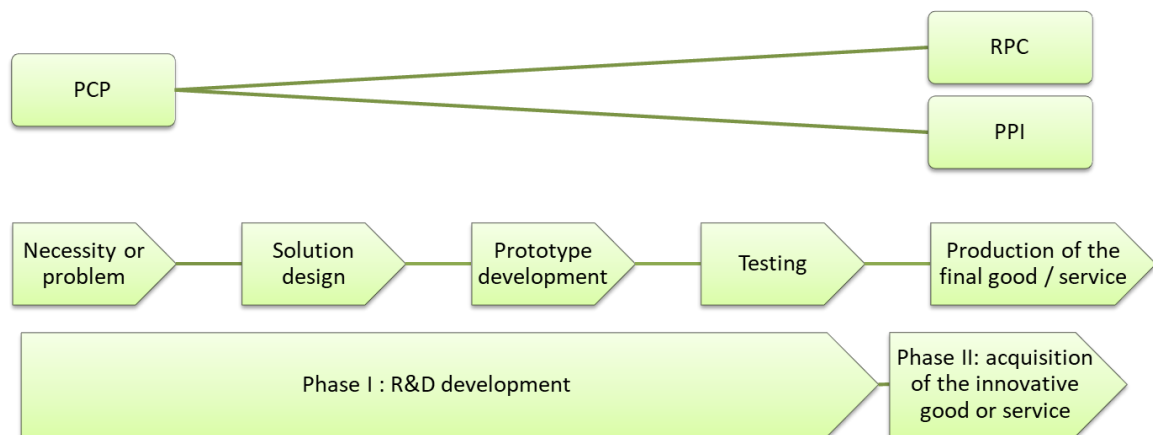 PCP
RPC
PPI
Necessity or
problem
Solution
design
Prototype
development
Testing
Production of the
final good / service
Phase I : R&D development
Phase II: acquisition
of the innovative
good or service